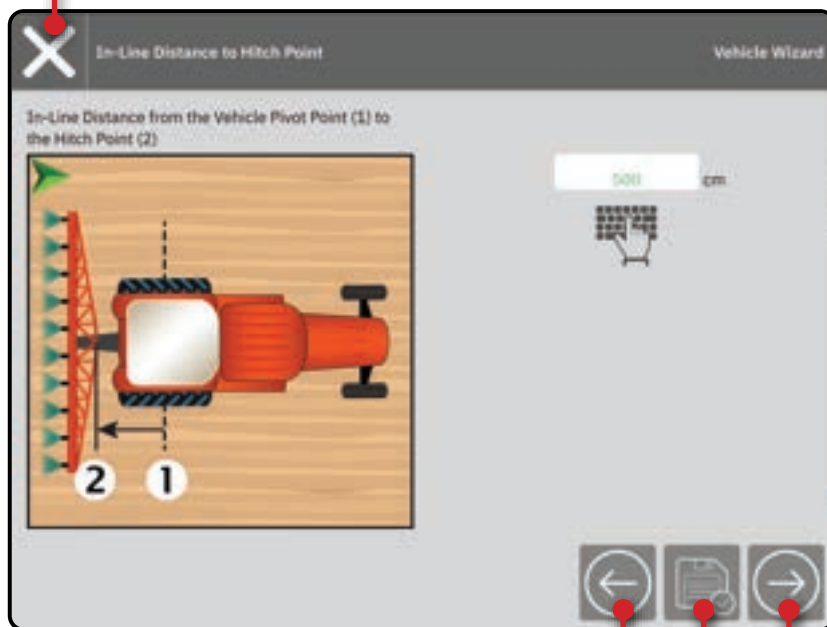 In-Line Distance to Hitch Point
Vehicle Wizard
In-Line Distance from the Vehicle Pivot Point (1) to
the Hitch Point (2)
500 cm
2 1